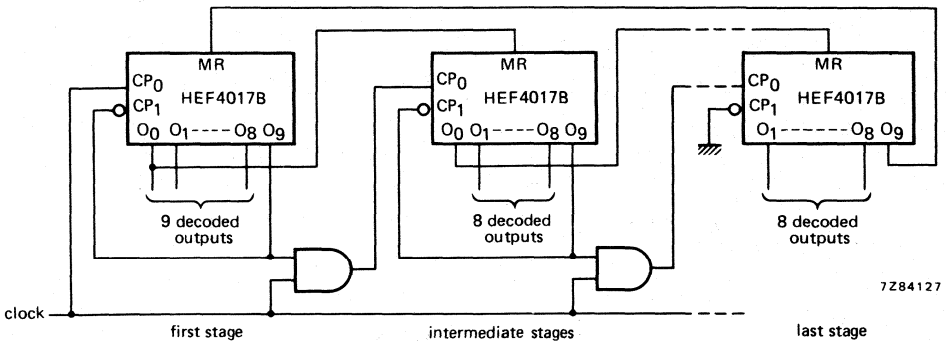 MR
CP0
HEF4017B
CP1
O0 O1 ----- O8 O9
9 decoded
outputs
MR
CP0
HEF4017B
CP1
O0 O1 ---- O8 O9
8 decoded
outputs
MR
CP0
HEF4017B
CP1
O1 ------- O8 O9
8 decoded
outputs
7Z84127
clock
first stage
intermediate stages
last stage